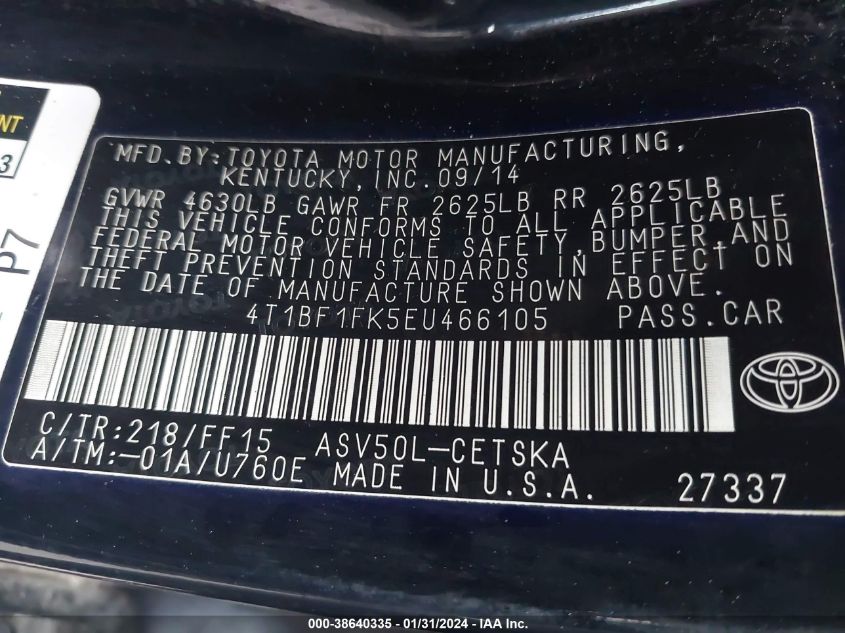 NT
3
P7
MFD.BY:TOYOTA MOTOR MANUFACTURING,
KENTUCKY,INC.09/14
GVWR 4630LB GAWR FR 2625LB RR 2625LB
THIS VEHICLE CONFORMS TO ALL APPLICABLE
FEDERAL MOTOR VEHICLE SAFETY,BUMPER,AND
THEFT PREVENTION STANDARDS IN EFFECT ON
THE DATE OF MANUFACTURE SHOWN ABOVE.
4T1BF1FK5EU466105 PASS.CAR
C/TR:218/FF15 ASV50L-CETSKA
A/TM:-01A/U760E MADE IN U.S.A. 27337
000-38640335 - 01/31/2024 - IAA Inc.